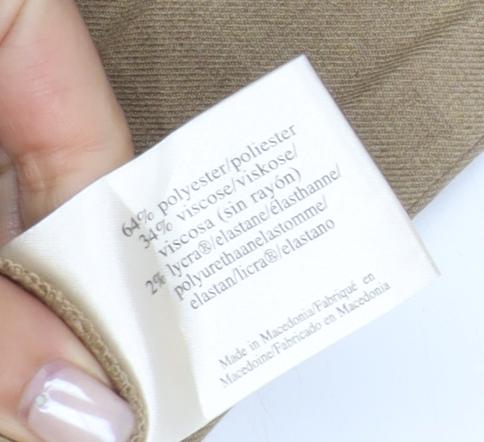 64% polyester/poliester
34% viscose/viskose/
viscosa (sin rayón)
2% lycra®/elastane/élasthanne/
polyurethaanelastomme/
elastan/licra®/elastano
Made in Macedonia/Fabriqué en
Macedoine/Fabricado en Macedonia